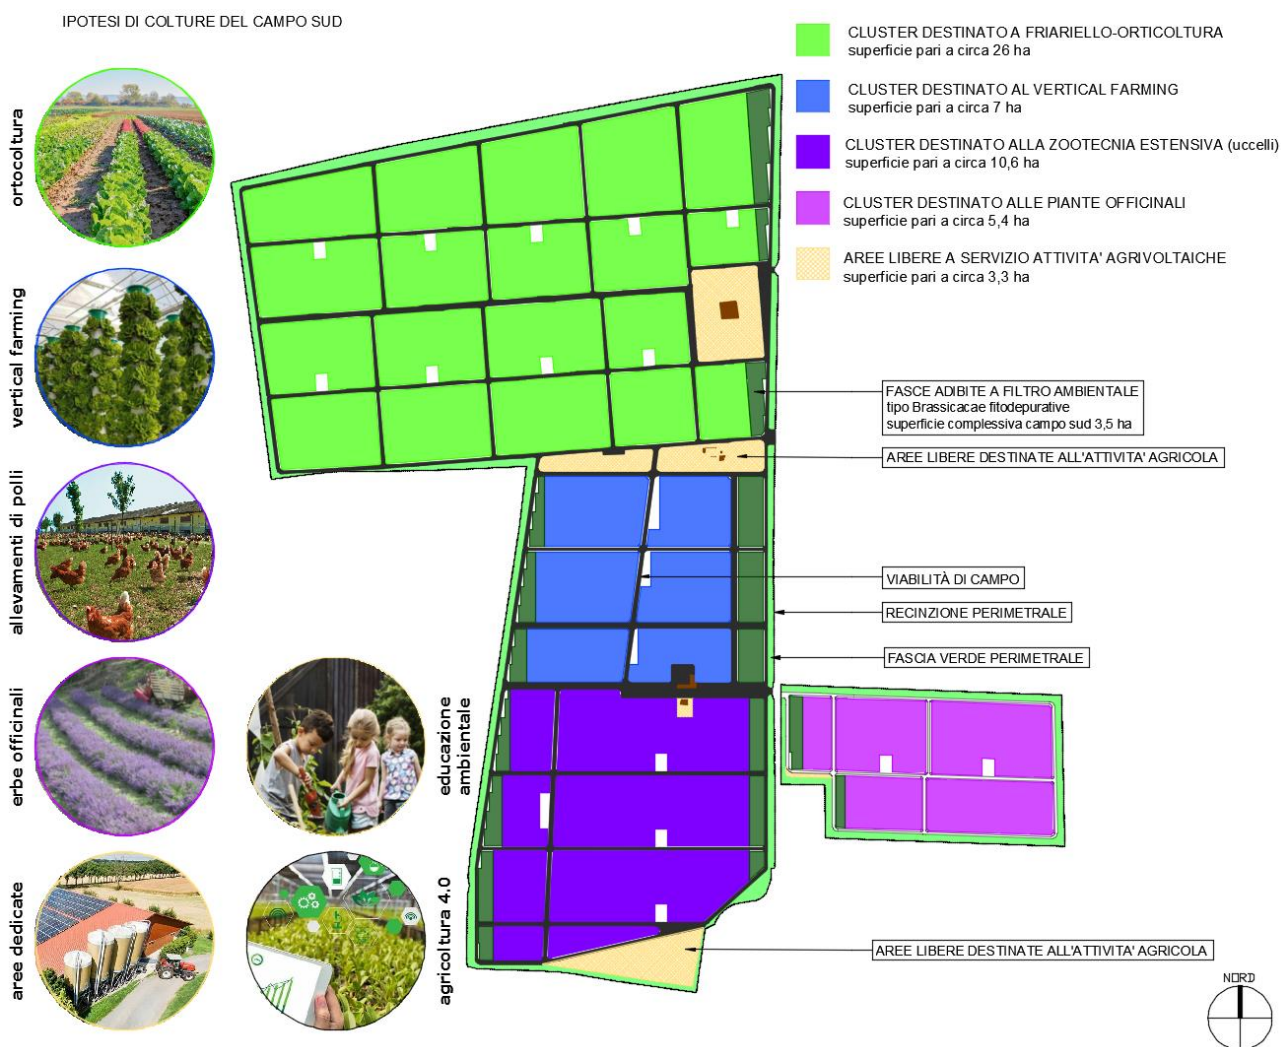 IPOTESI DI COLTURE DEL CAMPO SUD
CLUSTER DESTINATO A FRIARIELLO-ORTICOLTURA
superficie pari a circa 26 ha
CLUSTER DESTINATO AL VERTICAL FARMING
superficie pari a circa 7 ha
CLUSTER DESTINATO ALLA ZOOTECNIA ESTENSIVA (uccelli)
superficie pari a circa 10,6 ha
CLUSTER DESTINATO ALLE PIANTE OFFICINALI
superficie pari a circa 5,4 ha
AREE LIBERE A SERVIZIO ATTIVITA' AGRIVOLTAICHE
superficie pari a circa 3,3 ha
ortocoltura
vertical farming
allevamenti di polli
erbe officinali
educazione
ambientale
aree dedicate
agricoltura 4.0
FASCE ADIBITE A FILTRO AMBIENTALE
tipo Brassicacae fitodepurative
superficie complessiva campo sud 3,5 ha
AREE LIBERE DESTINATE ALL'ATTIVITA' AGRICOLA
VIABILITÀ DI CAMPO
RECINZIONE PERIMETRALE
FASCIA VERDE PERIMETRALE
AREE LIBERE DESTINATE ALL'ATTIVITA' AGRICOLA
NORD